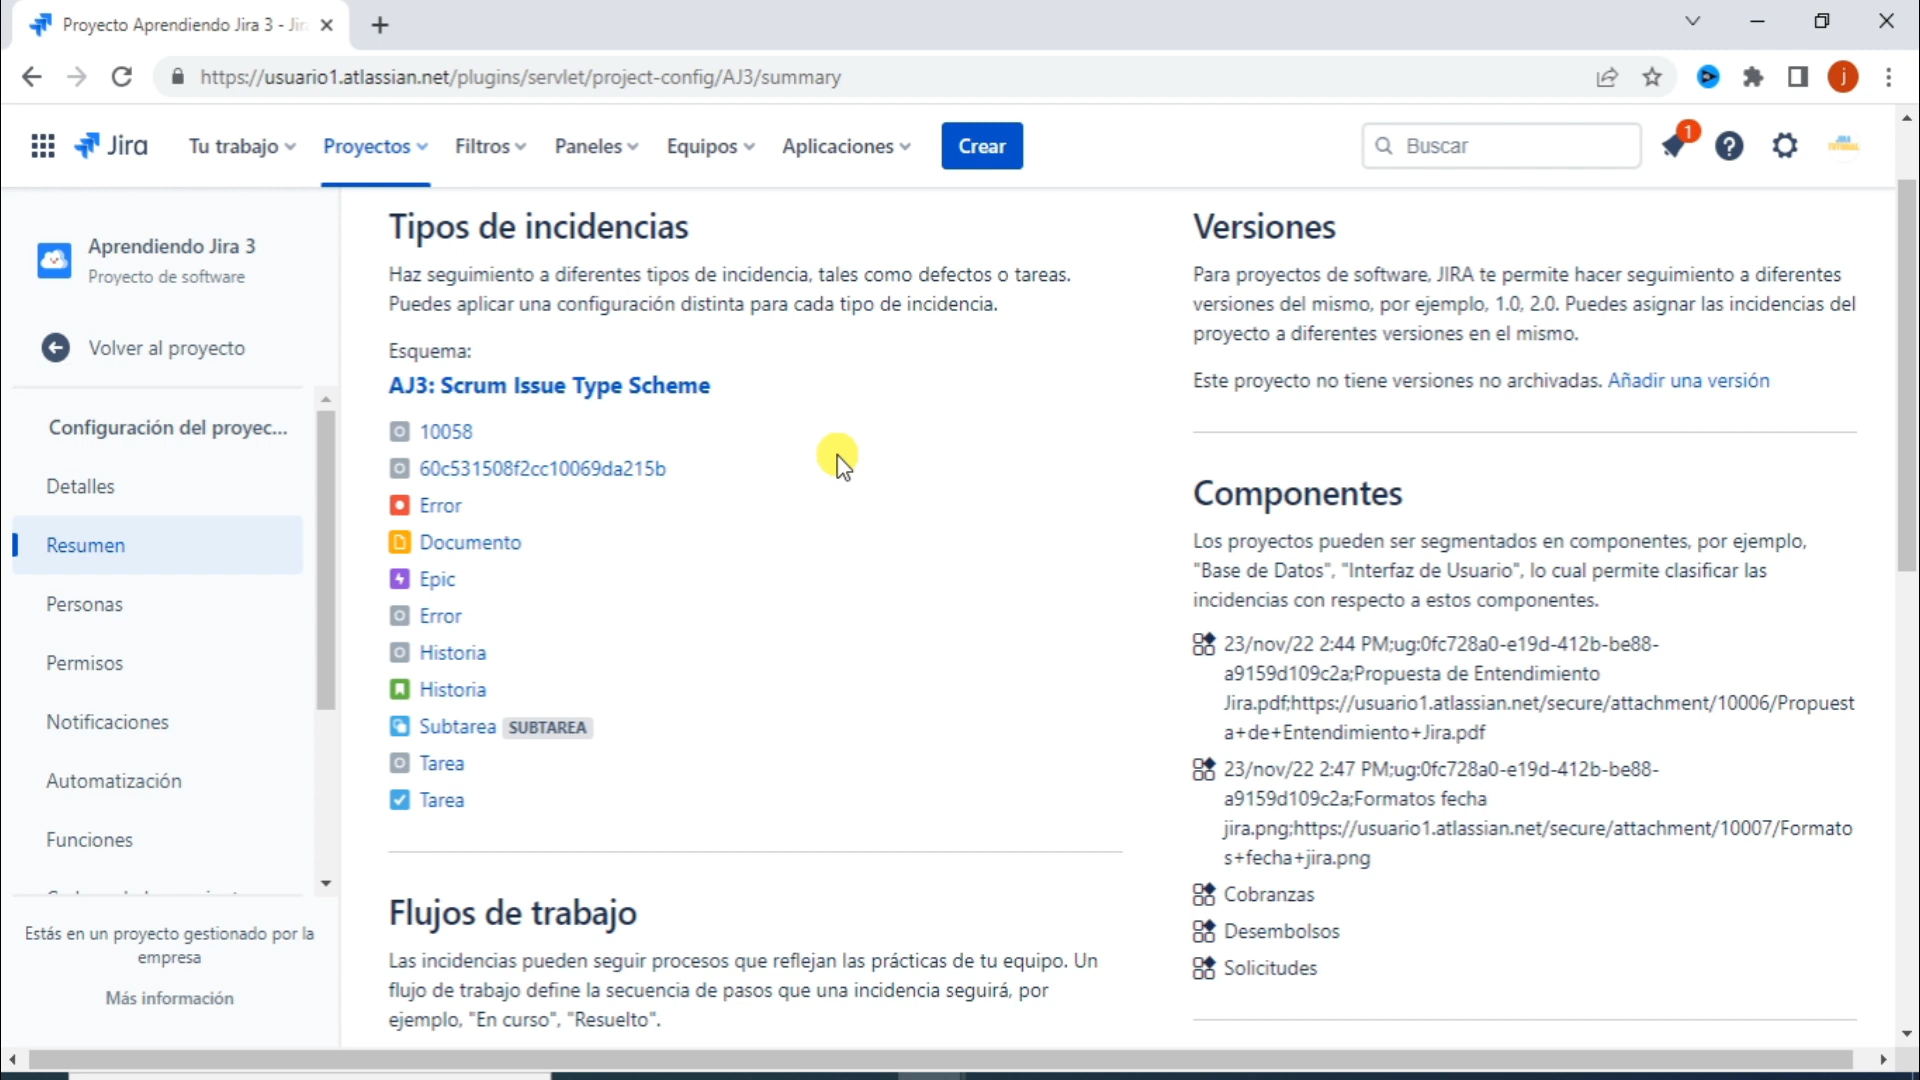 Proyecto Aprendiendo Jira 3 - Jir
https://usuario1.atlassian.net/plugins/servlet/project-config/AJ3/summary
j
Jira
Tu trabajo
Proyectos
Filtros
Paneles
Equipos
Aplicaciones
Crear
Buscar
1
Aprendiendo Jira 3
Proyecto de software
Volver al proyecto
Configuración del proyec...
Detalles
Resumen
Personas
Permisos
Notificaciones
Automatización
Funciones
Estás en un proyecto gestionado por la
empresa
Más información
Tipos de incidencias
Haz seguimiento a diferentes tipos de incidencia, tales como defectos o tareas.
Puedes aplicar una configuración distinta para cada tipo de incidencia.
Esquema:
AJ3: Scrum Issue Type Scheme
10058
60c531508f2cc10069da215b
Error
Documento
Epic
Error
Historia
Historia
Subtarea SUBTAREA
Tarea
Tarea
Flujos de trabajo
Las incidencias pueden seguir procesos que reflejan las prácticas de tu equipo. Un
flujo de trabajo define la secuencia de pasos que una incidencia seguirá, por
ejemplo, "En curso", "Resuelto".
Versiones
Para proyectos de software, JIRA te permite hacer seguimiento a diferentes
versiones del mismo, por ejemplo, 1.0, 2.0. Puedes asignar las incidencias del
proyecto a diferentes versiones en el mismo.
Este proyecto no tiene versiones no archivadas. Añadir una versión
Componentes
Los proyectos pueden ser segmentados en componentes, por ejemplo,
"Base de Datos", "Interfaz de Usuario", lo cual permite clasificar las
incidencias con respecto a estos componentes.
23/nov/22 2:44 PM;ug:0fc728a0-e19d-412b-be88-
a9159d109c2a;Propuesta de Entendimiento
Jira.pdf;https://usuario1.atlassian.net/secure/attachment/10006/Propuest
a+de+Entendimiento+Jira.pdf
23/nov/22 2:47 PM;ug:0fc728a0-e19d-412b-be88-
a9159d109c2a;Formatos fecha
jira.png;https://usuario1.atlassian.net/secure/attachment/10007/Formato
s+fecha+jira.png
Cobranzas
Desembolsos
Solicitudes